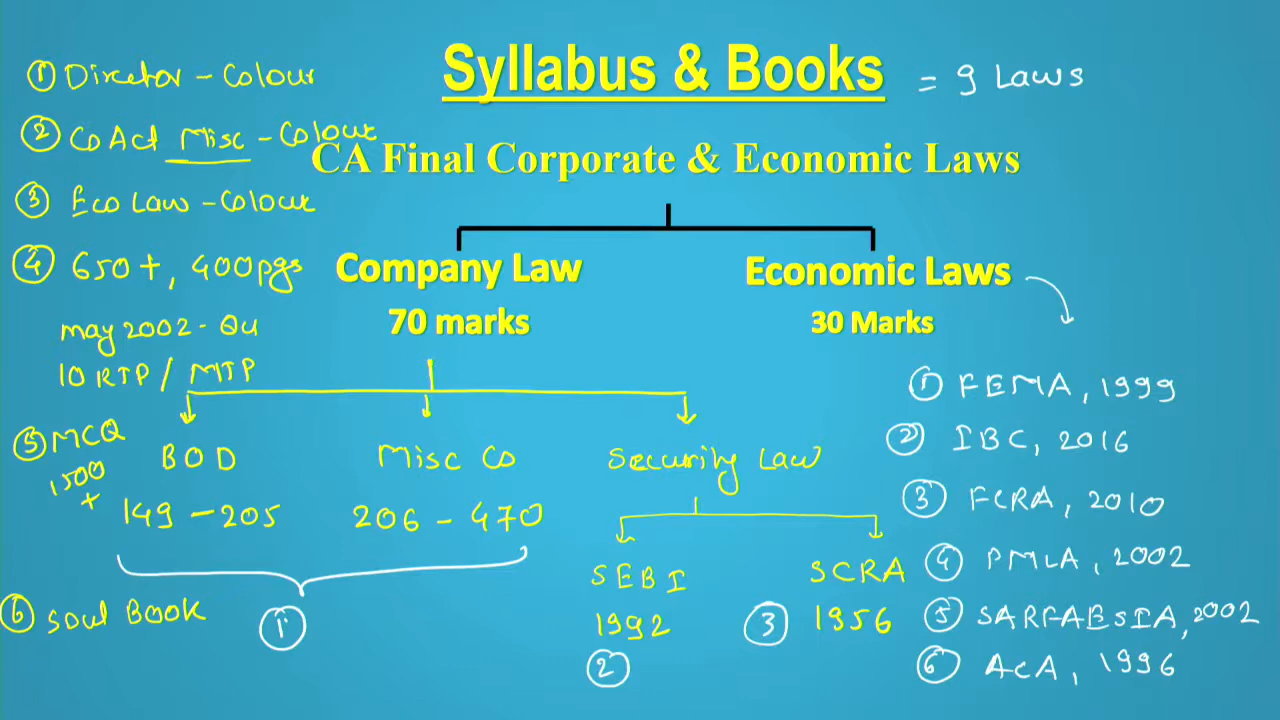 Syllabus & Books = 9 Laws
CA Final Corporate & Economic Laws
① Director - Colour
② Co Act Misc - Colour
③ Eco Law - Colour
④ 650+, 400pgs
may 2002 - Qu
10 RTP / MTP
⑤ MCQ
1500
+
⑥ Soul BOOK
Company Law
70 marks
BOD
149 - 205
Misc Co
206 - 470
①
Security Law
SEBI
1992
②
SCRA
1956
③
Economic Laws
30 Marks
① FEMA, 1999
② IBC, 2016
③ FCRA, 2010
④ PMLA, 2002
⑤ SARFAESIA, 2002
⑥ ACA, 1996